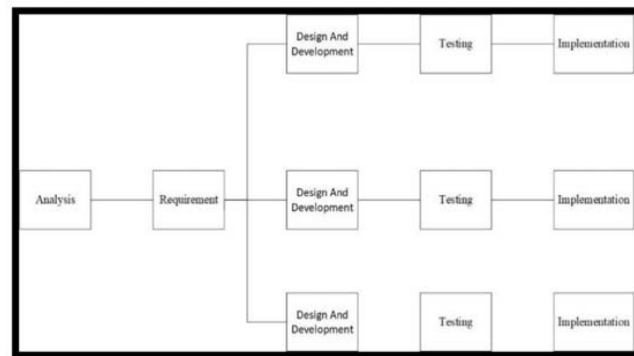 Design And
Development
Testing
Implementation
Analysis
Requirement
Design And
Development
Testing
Implementation
Design And
Development
Testing
Implementation